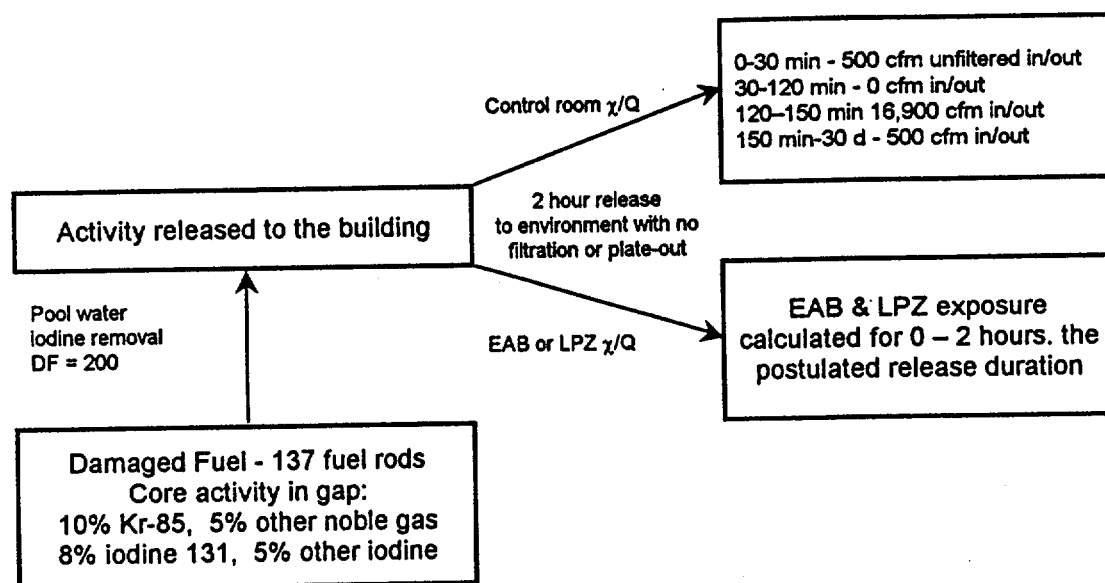 0-30 min - 500 cfm unfiltered in/out
30-120 min - 0 cfm in/out
120–150 min 16,900 cfm in/out
150 min-30 d - 500 cfm in/out
Control room χ/Q
Activity released to the building
2 hour release
to environment with no
filtration or plate-out
Pool water
iodine removal
DF = 200
EAB or LPZ χ/Q
EAB & LPZ exposure
calculated for 0 – 2 hours. the
postulated release duration
Damaged Fuel - 137 fuel rods
Core activity in gap:
10% Kr-85, 5% other noble gas
8% iodine 131, 5% other iodine